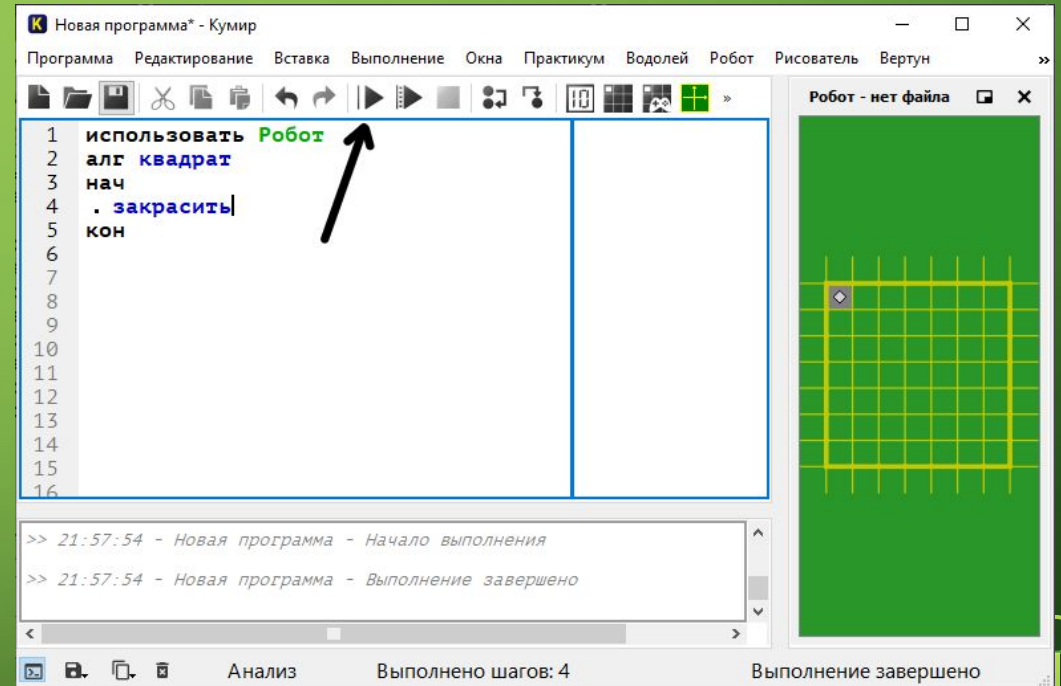 Новая программа* - Кумир
Программа Редактирование Вставка Выполнение Окна Практикум Водолей Робот Рисователь Вертун »
» Робот - нет файла
1 использовать Робот
2 алг квадрат
3 нач
4 . закрасить
5 кон
6
7
8
9
10
11
12
13
14
15
16
>> 21:57:54 - Новая программа - Начало выполнения
>> 21:57:54 - Новая программа - Выполнение завершено
Анализ Выполнено шагов: 4 Выполнение завершено